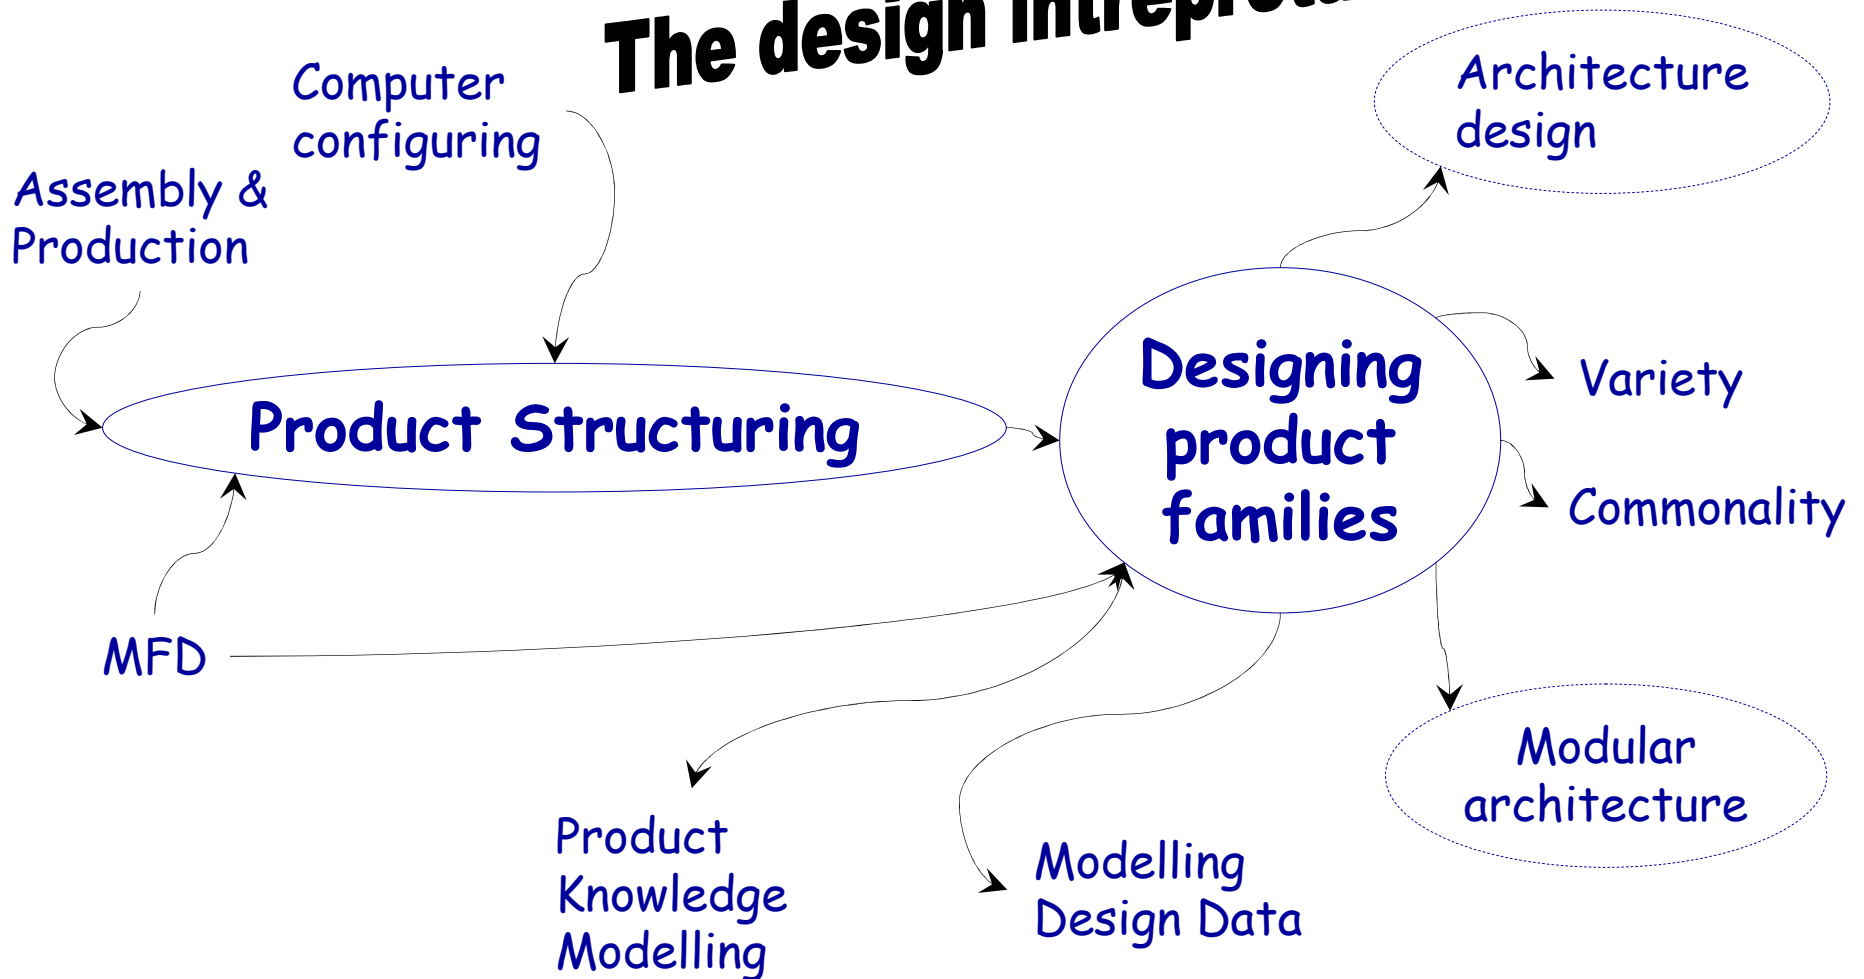 The design
Computer
configuring
Architecture
design
Assembly &
Production
Designing
product
families
Variety
Product Structuring
Commonality
MFD
Modular
architecture
Product
Knowledge
Modelling
Modelling
Design Data